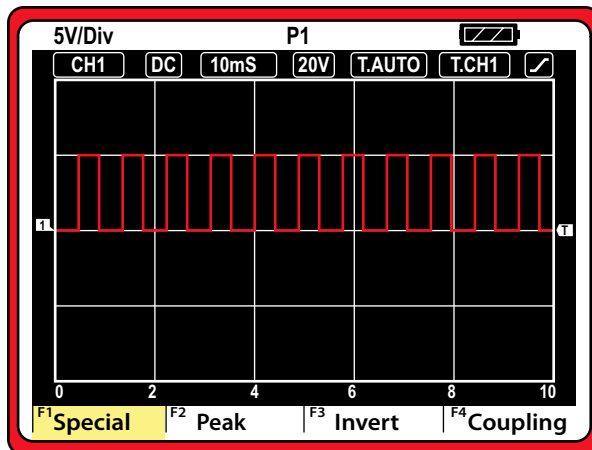 5V/Div P1
CH1 DC 10mS 20V T.AUTO T.CH1
1 T
0 2 4 6 8 10
F1 Special F2 Peak F3 Invert F4 Coupling